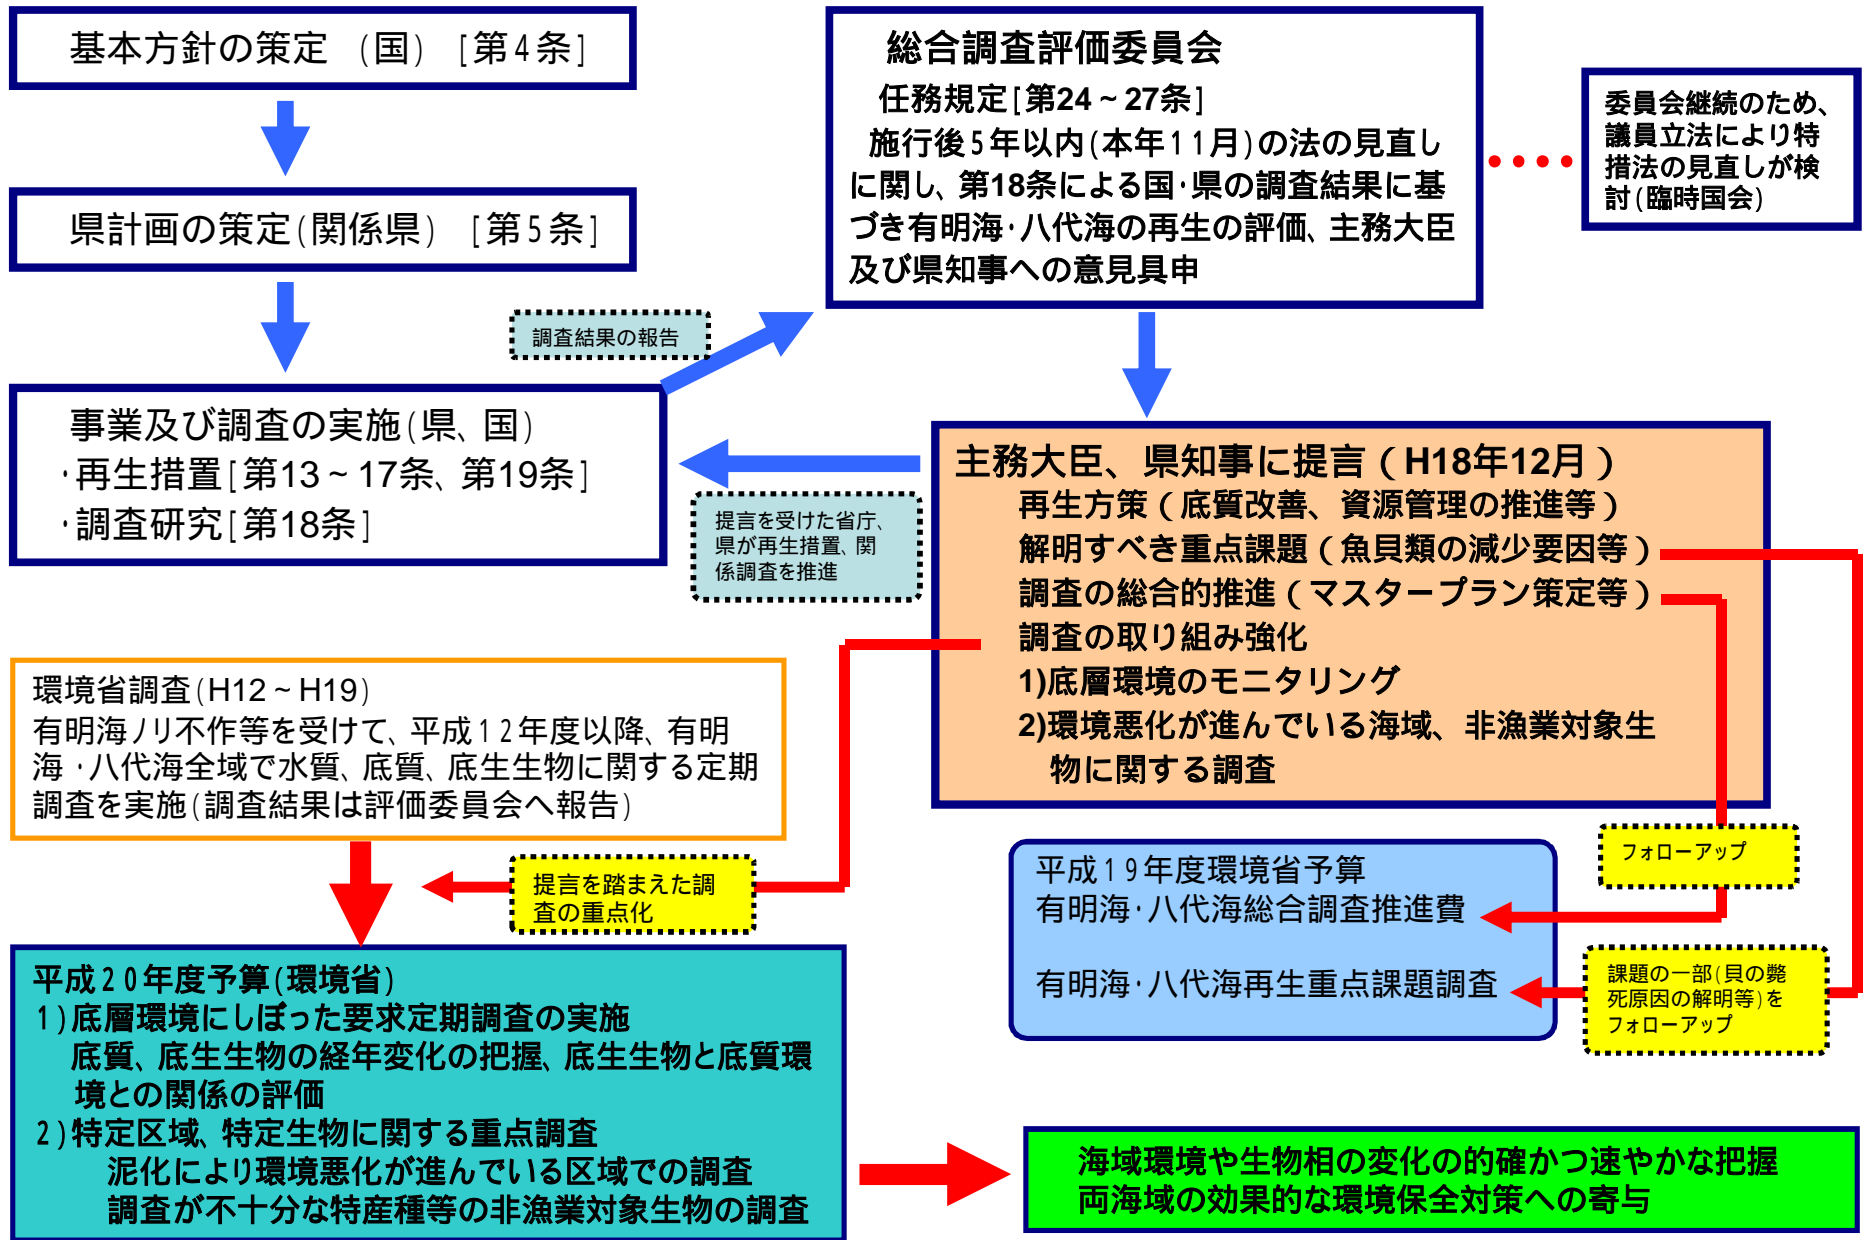 基本方針の策定 (国) [第4条]
県計画の策定(関係県) [第5条]
調査結果の報告
事業及び調査の実施(県、国)
・再生措置[第13~17条、第19条]
・調査研究[第18条]
総合調査評価委員会
任務規定[第24~27条]
施行後5年以内(本年11月)の法の見直し
に関し、第18条による国・県の調査結果に基
づき有明海・八代海の再生の評価、主務大臣
及び県知事への意見具申
委員会継続のため、
議員立法により特
措法の見直しが検
討(臨時国会)
主務大臣、県知事に提言(H18年12月)
再生方策(底質改善、資源管理の推進等)
解明すべき重点課題(魚貝類の減少要因等)
調査の総合的推進(マスタープラン策定等)
調査の取り組み強化
1)底層環境のモニタリング
2)環境悪化が進んでいる海域、非漁業対象生
物に関する調査
提言を受けた省庁、
県が再生措置、関
係調査を推進
環境省調査(H12~H19)
有明海ノリ不作等を受けて、平成12年度以降、有明
海・八代海全域で水質、底質、底生生物に関する定期
調査を実施(調査結果は評価委員会へ報告)
提言を踏まえた調
査の重点化
フォローアップ
平成19年度環境省予算
有明海・八代海総合調査推進費
有明海・八代海再生重点課題調査
課題の一部(貝の斃
死原因の解明等)を
フォローアップ
平成20年度予算(環境省)
1)底層環境にしぼった要求定期調査の実施
底質、底生生物の経年変化の把握、底生生物と底質環
境との関係の評価
2)特定区域、特定生物に関する重点調査
泥化により環境悪化が進んでいる区域での調査
調査が不十分な特産種等の非漁業対象生物の調査
海域環境や生物相の変化の的確かつ速やかな把握
両海域の効果的な環境保全対策への寄与